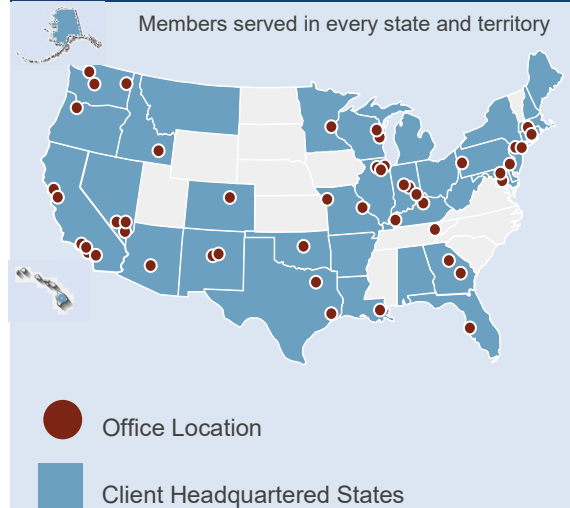 Members served in every state and territory
Office Location
Client Headquartered States